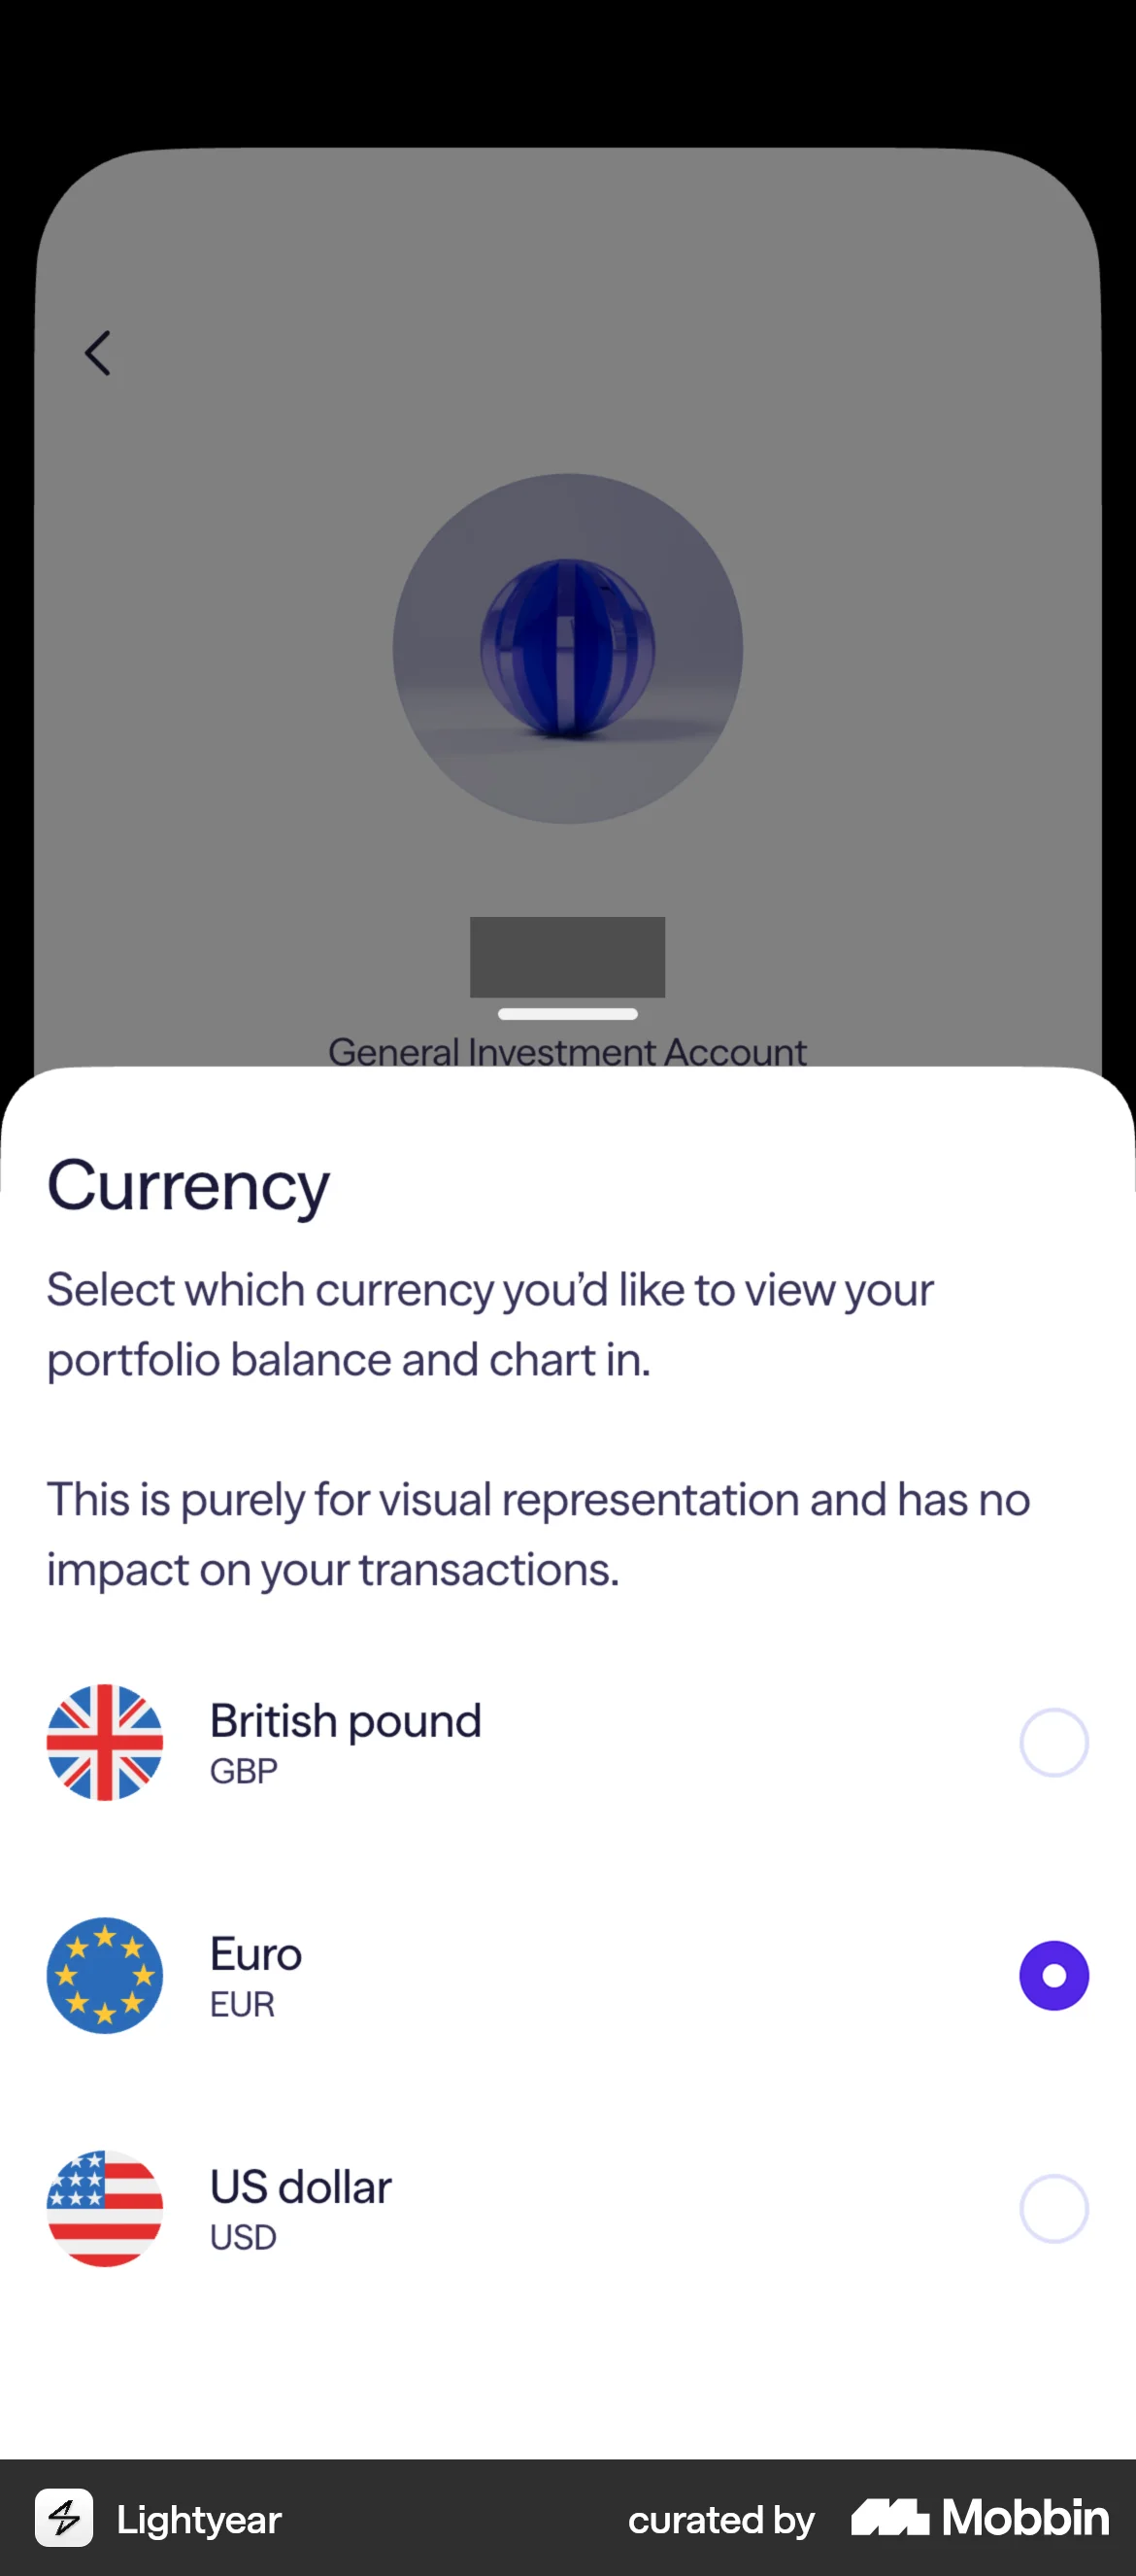 General Investment Account
Currency
Select which currency you’d like to view your
portfolio balance and chart in.
This is purely for visual representation and has no
impact on your transactions.
British pound
GBP
Euro
EUR
US dollar
USD
Lightyear
curated by Mobbin